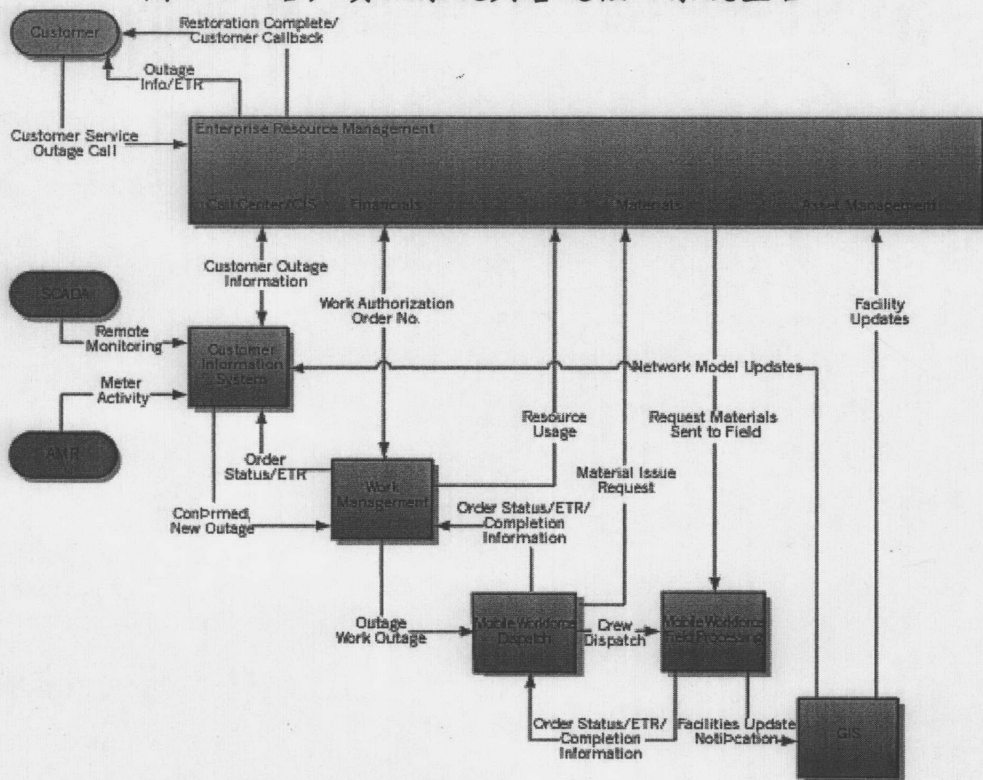 Customer
Restoration Complete/
Customer Callback
Outage
Info/ETR
Customer Service
Outage Call
Enterprise Resource Management
Call Center/CIS
Financials
Materials
Asset Management
Customer Outage
Information
SCADA
Work Authorization
Order No.
Facility
Updates
Remote
Monitoring
Customer
Information
System
Network Model Updates
Meter
Activity
Resource
Usage
Request Materials
Sent to Field
AMR
Order
Status/ETR
Work
Management
Material Issue
Request
ConÞrmed,
New Outage
Order Status/ETR/
Completion
Information
Outage
Work Outage
Mobile Workforce
Dispatch
Crew
Dispatch
Mobile Workforce
Field Processing
Order Status/ETR/
Completion
Information
Facilities Update
NotiÞcation
GIS